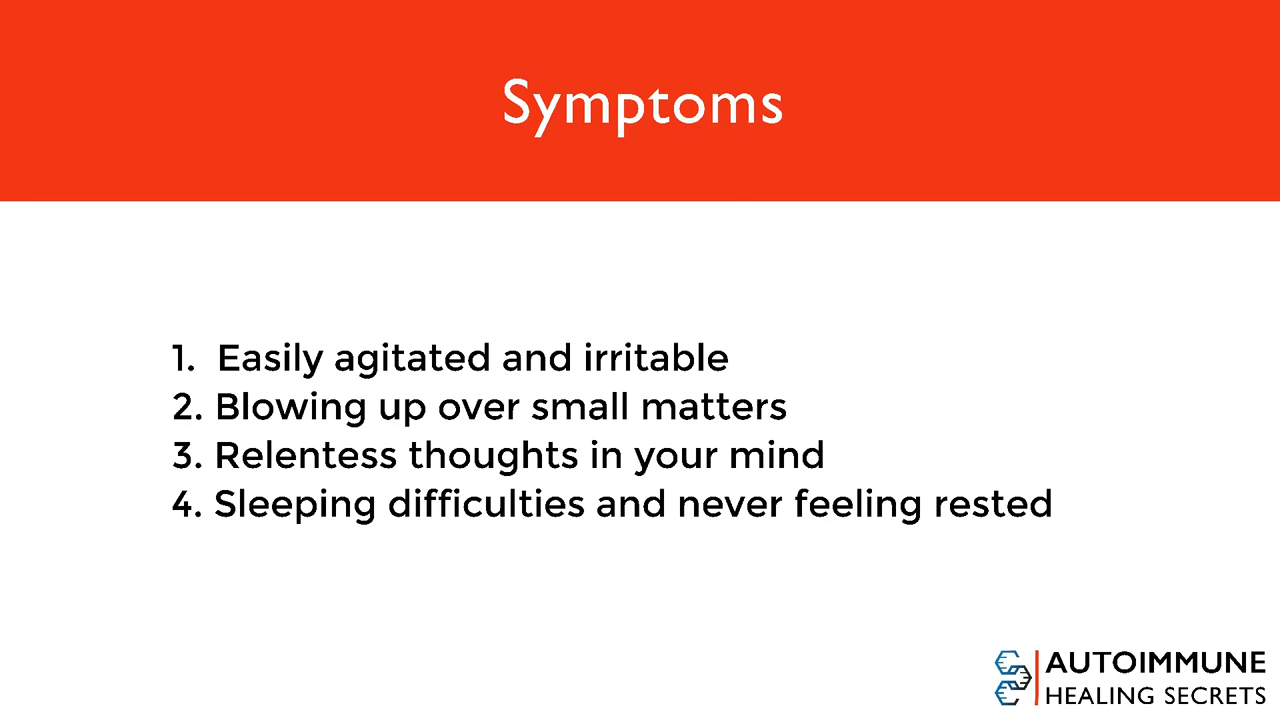 Symptoms
1. Easily agitated and irritable
2. Blowing up over small matters
3. Relentless thoughts in your mind
4. Sleeping difficulties and never feeling rested
AUTOIMMUNE
HEALING SECRETS